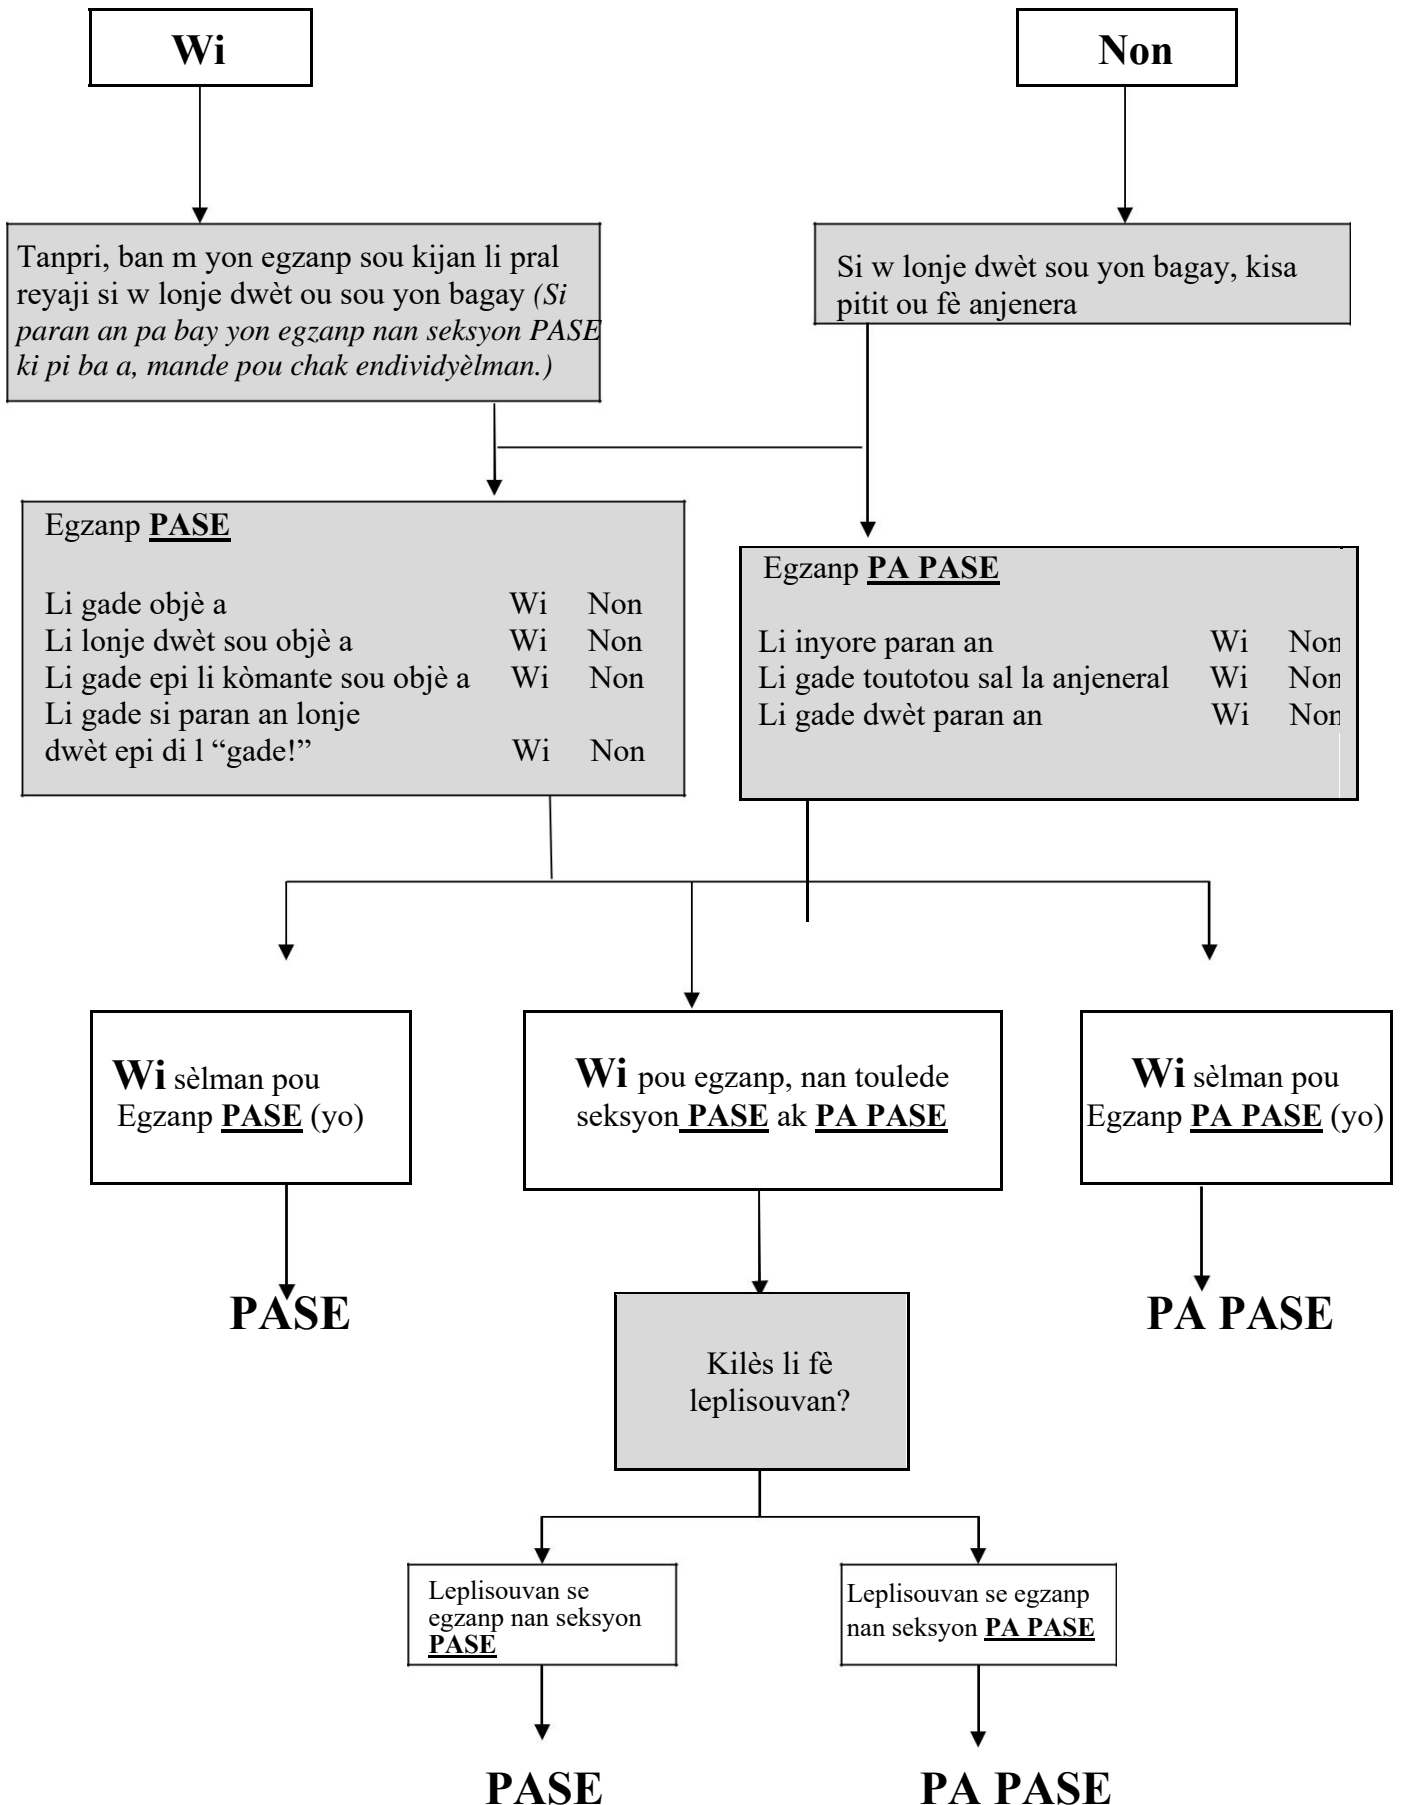 Wi
Non
Tanpri, ban m yon egzanp sou kijan li pral
reyaji si w lonje dwèt ou sou yon bagay (Si
paran an pa bay yon egzanp nan seksyon PASE
ki pi ba a, mande pou chak endividyèlman.)
Si w lonje dwèt sou yon bagay, kisa
pitit ou fè anjenera
Egzanp PASE
Li gade objè a Wi Non
Li lonje dwèt sou objè a Wi Non
Li gade epi li kòmante sou objè a Wi Non
Li gade si paran an lonje
dwèt epi di l “gade!” Wi Non
Egzanp PA PASE
Li inyore paran an Wi Non
Li gade toutotou sal la anjeneral Wi Non
Li gade dwèt paran an Wi Non
Wi sèlman pou
Egzanp PASE (yo)
Wi pou egzanp, nan toulede
seksyon PASE ak PA PASE
Wi sèlman pou
Egzanp PA PASE (yo)
PASE
PA PASE
Kilès li fè
leplisouvan?
Leplisouvan se
egzanp nan seksyon
PASE
Leplisouvan se egzanp
nan seksyon PA PASE
PASE
PA PASE